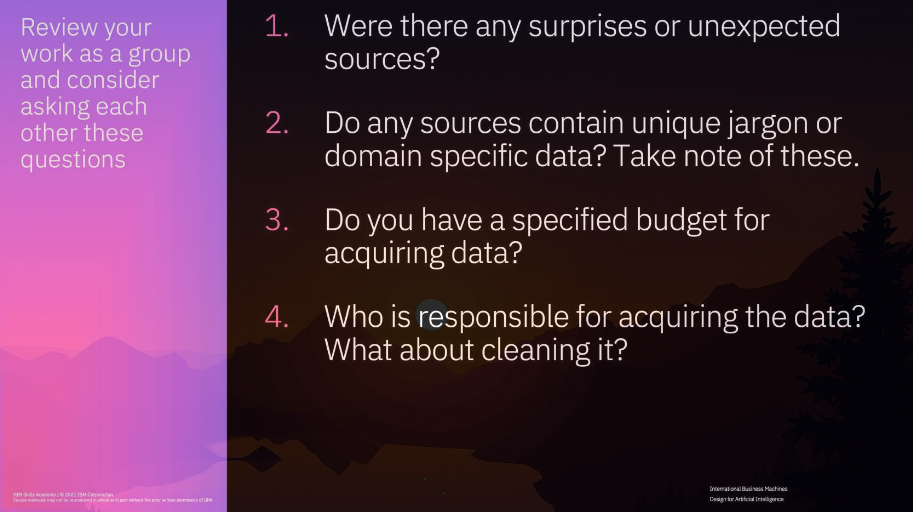 Review your
work as a group
and consider
asking each
other these
questions
1. Were there any surprises or unexpected
sources?
2. Do any sources contain unique jargon or
domain specific data? Take note of these.
3. Do you have a specified budget for
acquiring data?
4. Who is responsible for acquiring the data?
What about cleaning it?
IBM Skills Academy / © 2021 IBM Corporation
Course materials may not be reproduced in whole or in part without the prior written permission of IBM.
International Business Machines
Design for Artificial Intelligence